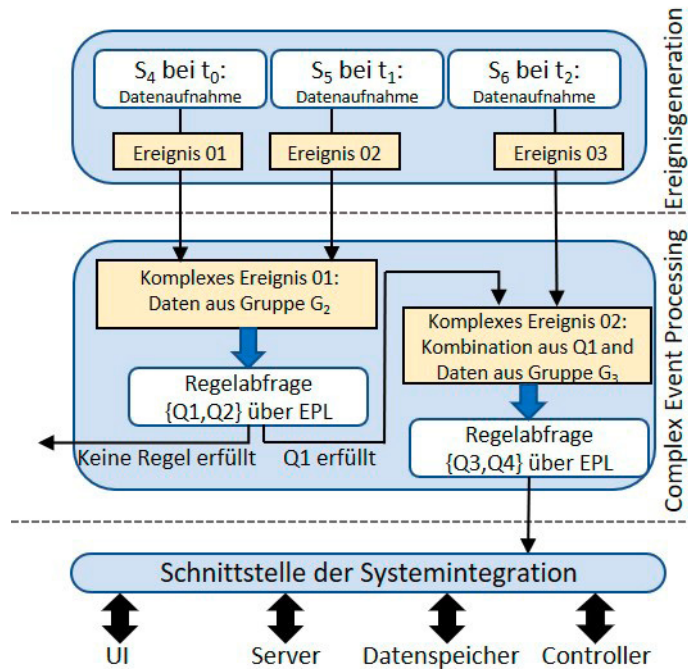 S₄ bei t₀:
Datenaufnahme
S₅ bei t₁:
Datenaufnahme
S₆ bei t₂:
Datenaufnahme
Ereignis 01
Ereignis 02
Ereignis 03
Ereignisgeneration
Komplexes Ereignis 01:
Daten aus Gruppe G₂
Regelabfrage
{Q1,Q2} über EPL
Keine Regel erfüllt
Q1 erfüllt
Komplexes Ereignis 02:
Kombination aus Q1 and
Daten aus Gruppe G₃
Regelabfrage
{Q3,Q4} über EPL
Complex Event Processing
Schnittstelle der Systemintegration
UI
Server
Datenspeicher
Controller